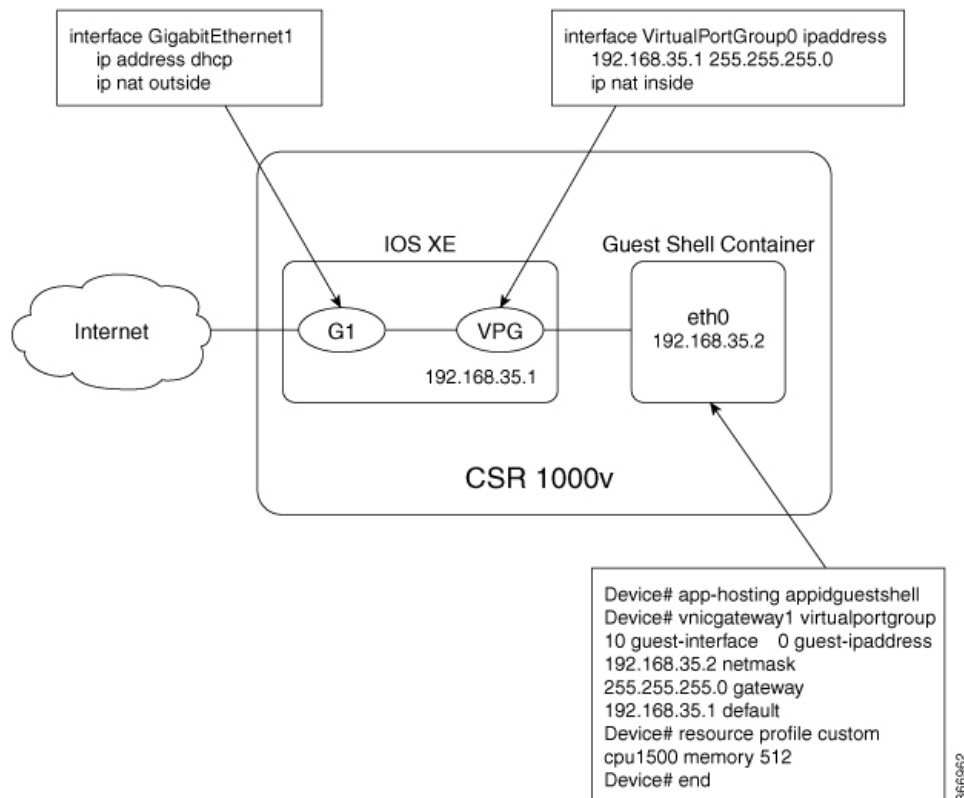 interface GigabitEthernet1
ip address dhcp
ip nat outside
interface VirtualPortGroup0 ipaddress
192.168.35.1 255.255.255.0
ip nat inside
IOS XE
Guest Shell Container
Internet
G1
VPG
eth0
192.168.35.2
192.168.35.1
CSR 1000v
Device# app-hosting appidguestshell
Device# vnicgateway1 virtualportgroup
10 guest-interface 0 guest-ipaddress
192.168.35.2 netmask
255.255.255.0 gateway
192.168.35.1 default
Device# resource profile custom
cpu1500 memory 512
Device# end
366962